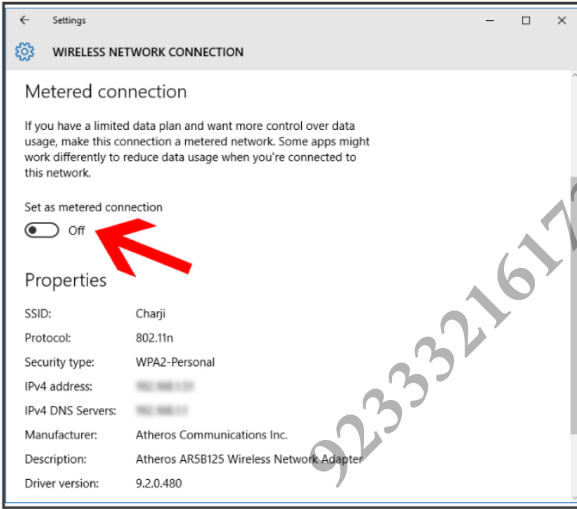 Settings
WIRELESS NETWORK CONNECTION
Metered connection
If you have a limited data plan and want more control over data
usage, make this connection a metered network. Some apps might
work differently to reduce data usage when you're connected to
this network.
Set as metered connection
Off
Properties
SSID: Charji
Protocol: 802.11n
Security type: WPA2-Personal
IPv4 address:
IPv4 DNS Servers:
Manufacturer: Atheros Communications Inc.
Description: Atheros AR5B125 Wireless Network Adapter
Driver version: 9.2.0.480